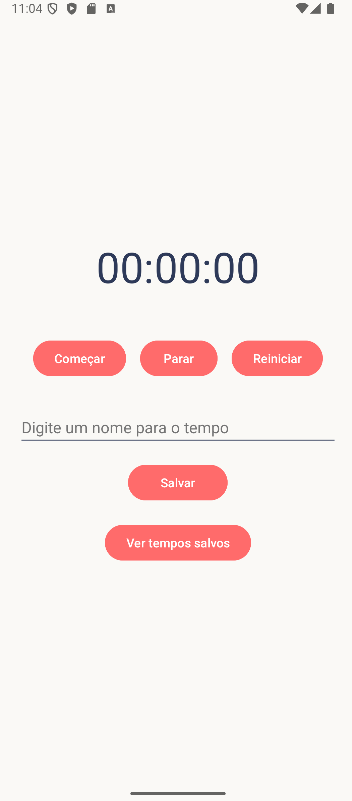 11:04
00:00:00
Começar Parar Reiniciar
Digite um nome para o tempo
Salvar
Ver tempos salvos